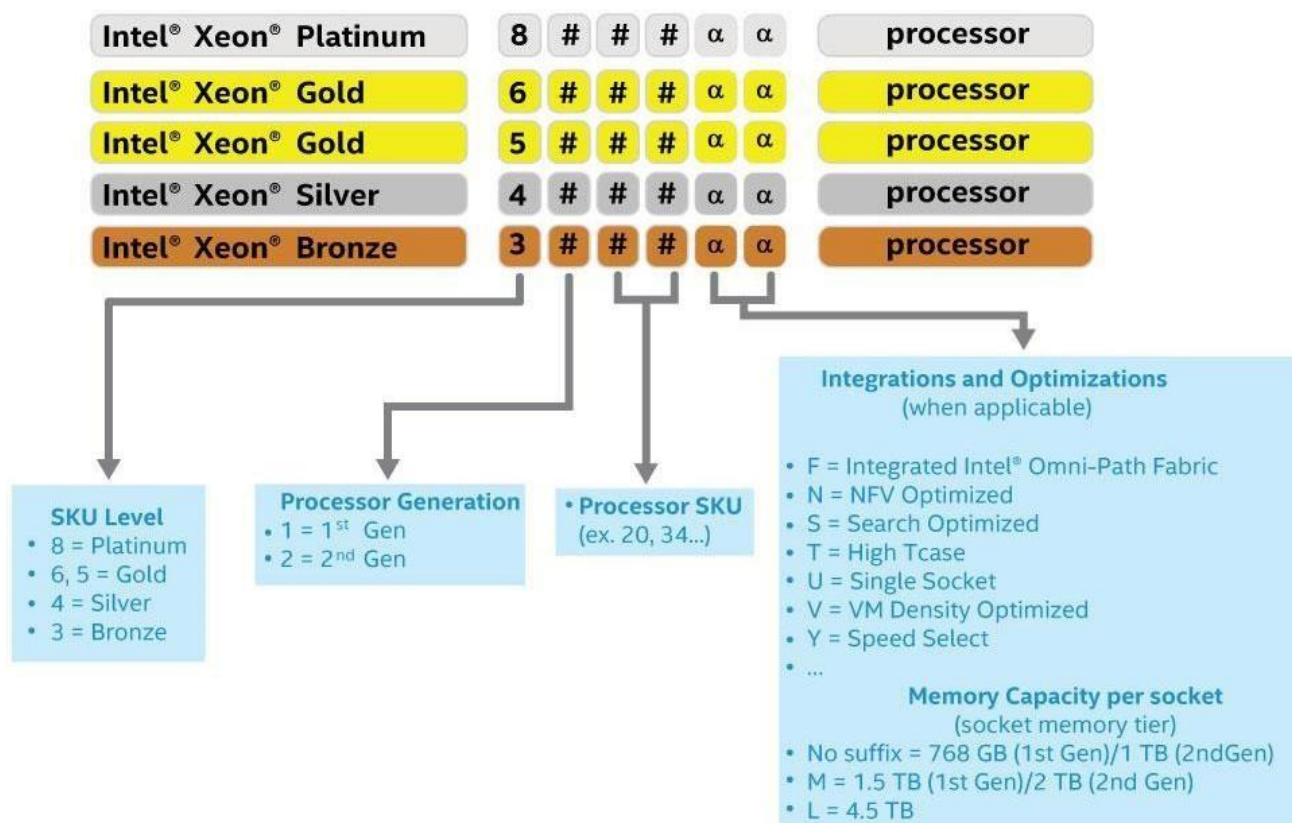 Intel® Xeon® Platinum 8 # # # α α processor
Intel® Xeon® Gold 6 # # # α α processor
Intel® Xeon® Gold 5 # # # α α processor
Intel® Xeon® Silver 4 # # # α α processor
Intel® Xeon® Bronze 3 # # # α α processor
SKU Level
• 8 = Platinum
• 6, 5 = Gold
• 4 = Silver
• 3 = Bronze
Processor Generation
• 1 = 1st Gen
• 2 = 2nd Gen
• Processor SKU
(ex. 20, 34...)
Integrations and Optimizations
(when applicable)
• F = Integrated Intel® Omni-Path Fabric
• N = NFV Optimized
• S = Search Optimized
• T = High Tcase
• U = Single Socket
• V = VM Density Optimized
• Y = Speed Select
• ...
Memory Capacity per socket
(socket memory tier)
• No suffix = 768 GB (1st Gen)/1 TB (2ndGen)
• M = 1.5 TB (1st Gen)/2 TB (2nd Gen)
• L = 4.5 TB